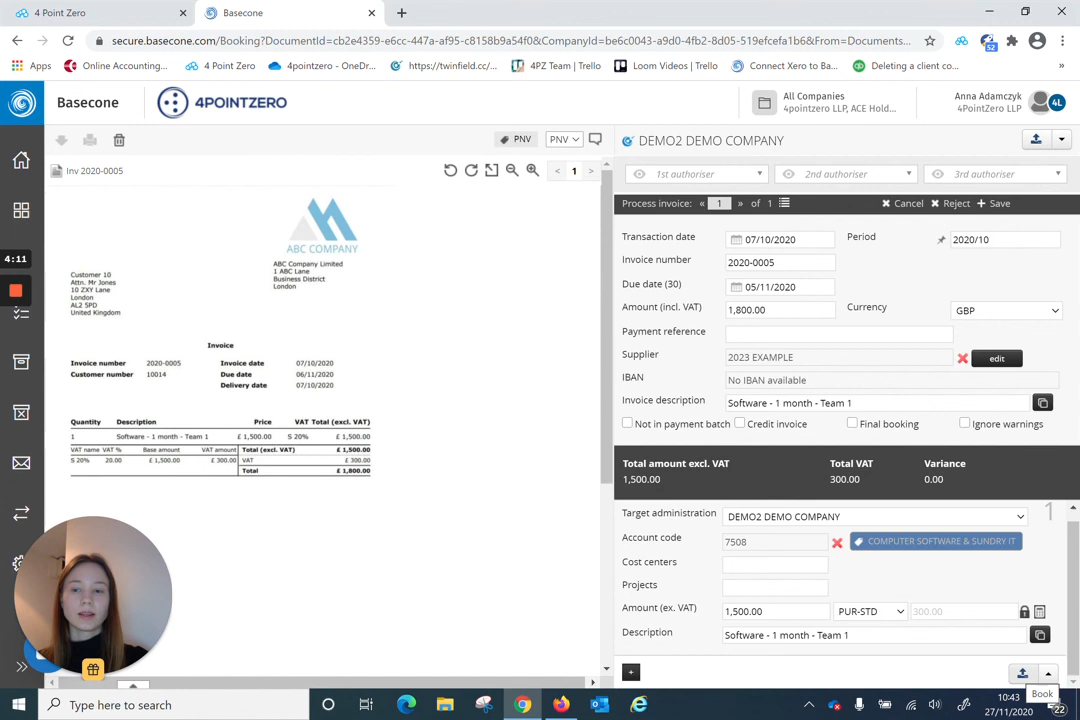 4 Point Zero
Basecone
secure.basecone.com/Booking?DocumentId=cb2e4359-e6cc-447a-af95-c8158b9a54f0&CompanyId=be6c0043-a9d0-4fb2-8d05-519efcefa1b6&From=Documents...
52
Apps
Online Accounting...
4 Point Zero
4pointzero - OneDr...
https://twinfield.cc/...
4PZ Team | Trello
Loom Videos | Trello
Connect Xero to Ba...
Deleting a client co...
Basecone
4POINTZERO
All Companies
4pointzero LLP, ACE Hold...
Anna Adamczyk
4PointZero LLP
4L
PNV
PNV
DEMO2 DEMO COMPANY
Inv 2020-0005
< 1 >
1st authoriser
2nd authoriser
3rd authoriser
Process invoice: « 1 » of 1
Cancel
Reject
Save
4:11
ABC COMPANY
ABC Company Limited
1 ABC Lane
Business District
London
Customer 10
Attn. Mr Jones
10 ZXY Lane
London
AL2 5PD
United Kingdom
Invoice
Invoice number 2020-0005 Invoice date 07/10/2020
Customer number 10014 Due date 06/11/2020
Delivery date 07/10/2020
Quantity Description Price VAT Total (excl. VAT)
1 Software - 1 month - Team 1 £ 1,500.00 S 20% £ 1,500.00
VAT name VAT % Base amount VAT amount Total (excl. VAT) £ 1,500.00
S 20% 20.00 £ 1,500.00 £ 300.00 VAT £ 300.00
Total £ 1,800.00
Transaction date 07/10/2020 Period 2020/10
Invoice number 2020-0005
Due date (30) 05/11/2020
Amount (incl. VAT) 1,800.00 Currency GBP
Payment reference
Supplier 2023 EXAMPLE edit
IBAN No IBAN available
Invoice description Software - 1 month - Team 1
Not in payment batch Credit invoice Final booking Ignore warnings
Total amount excl. VAT Total VAT Variance
1,500.00 300.00 0.00
Target administration DEMO2 DEMO COMPANY 1
Account code 7508 COMPUTER SOFTWARE & SUNDRY IT
Cost centers
Projects
Amount (ex. VAT) 1,500.00 PUR-STD 300.00
Description Software - 1 month - Team 1
+
Book
Type here to search
10:43
27/11/2020
22